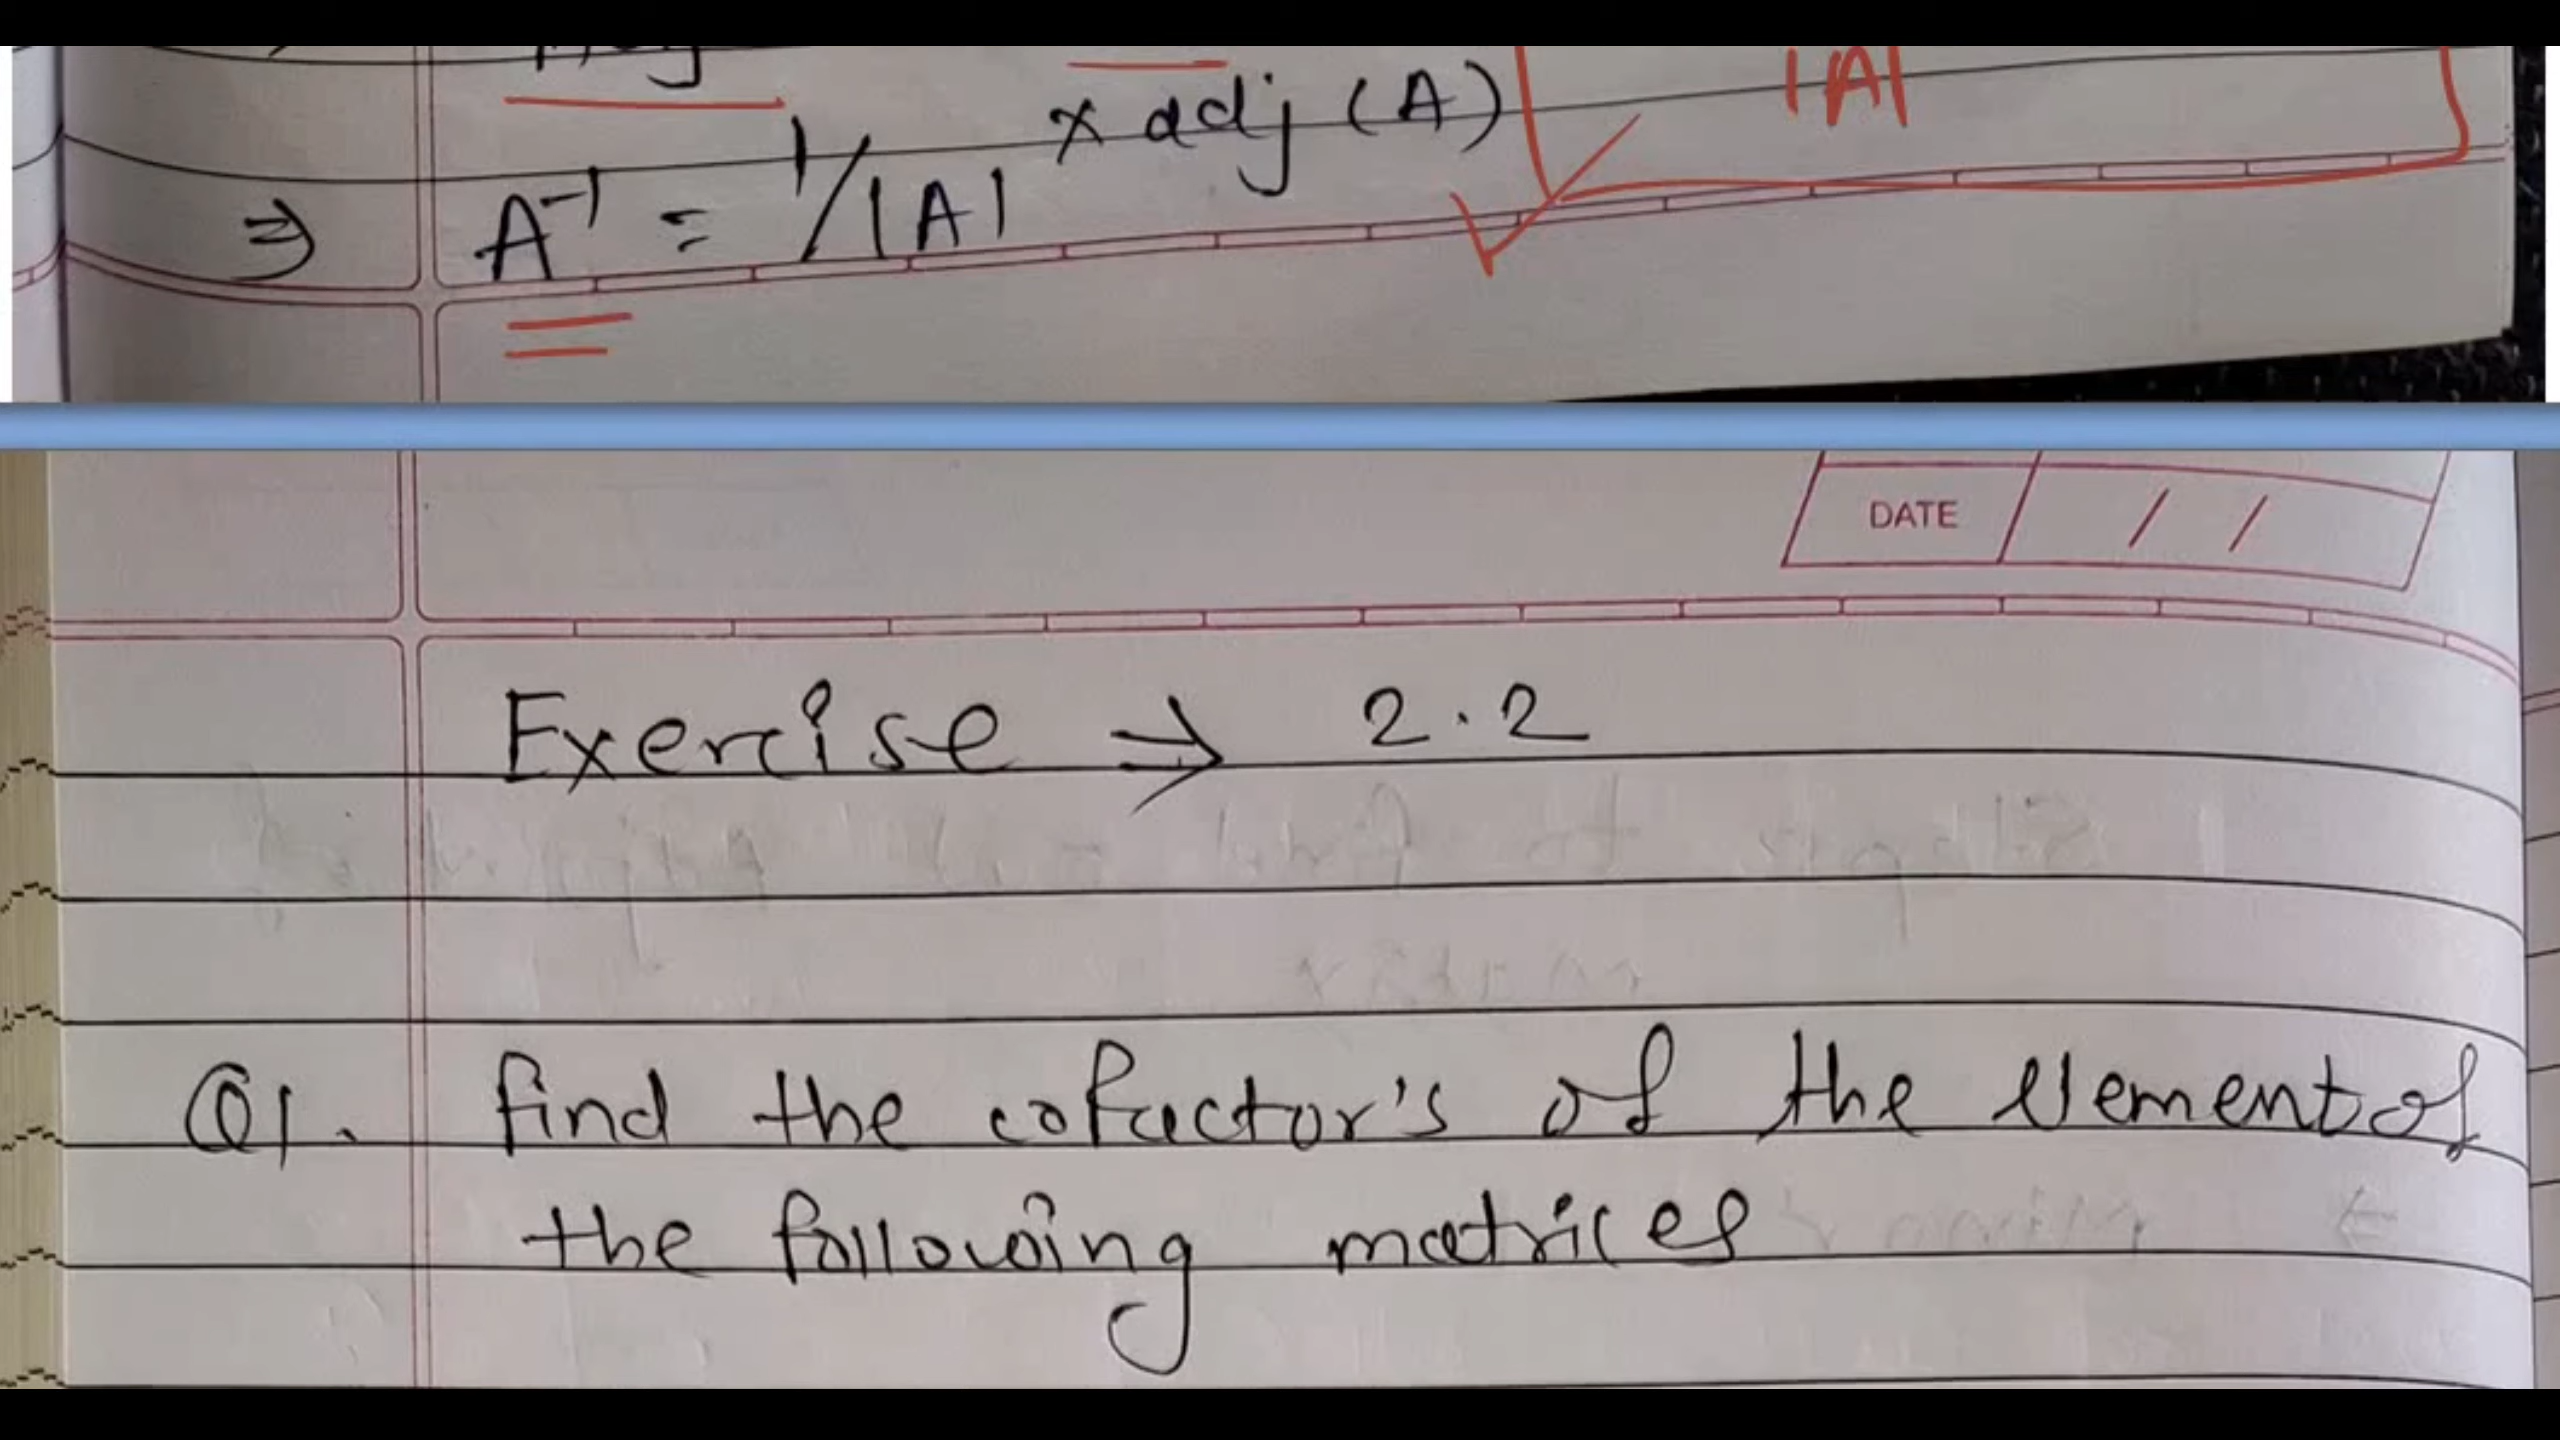 |A|
x adj (A)
⇒ A⁻¹ = 1/|A|
DATE / /
Exercise → 2.2
Q1. find the cofactor's of the element of
the following matrices